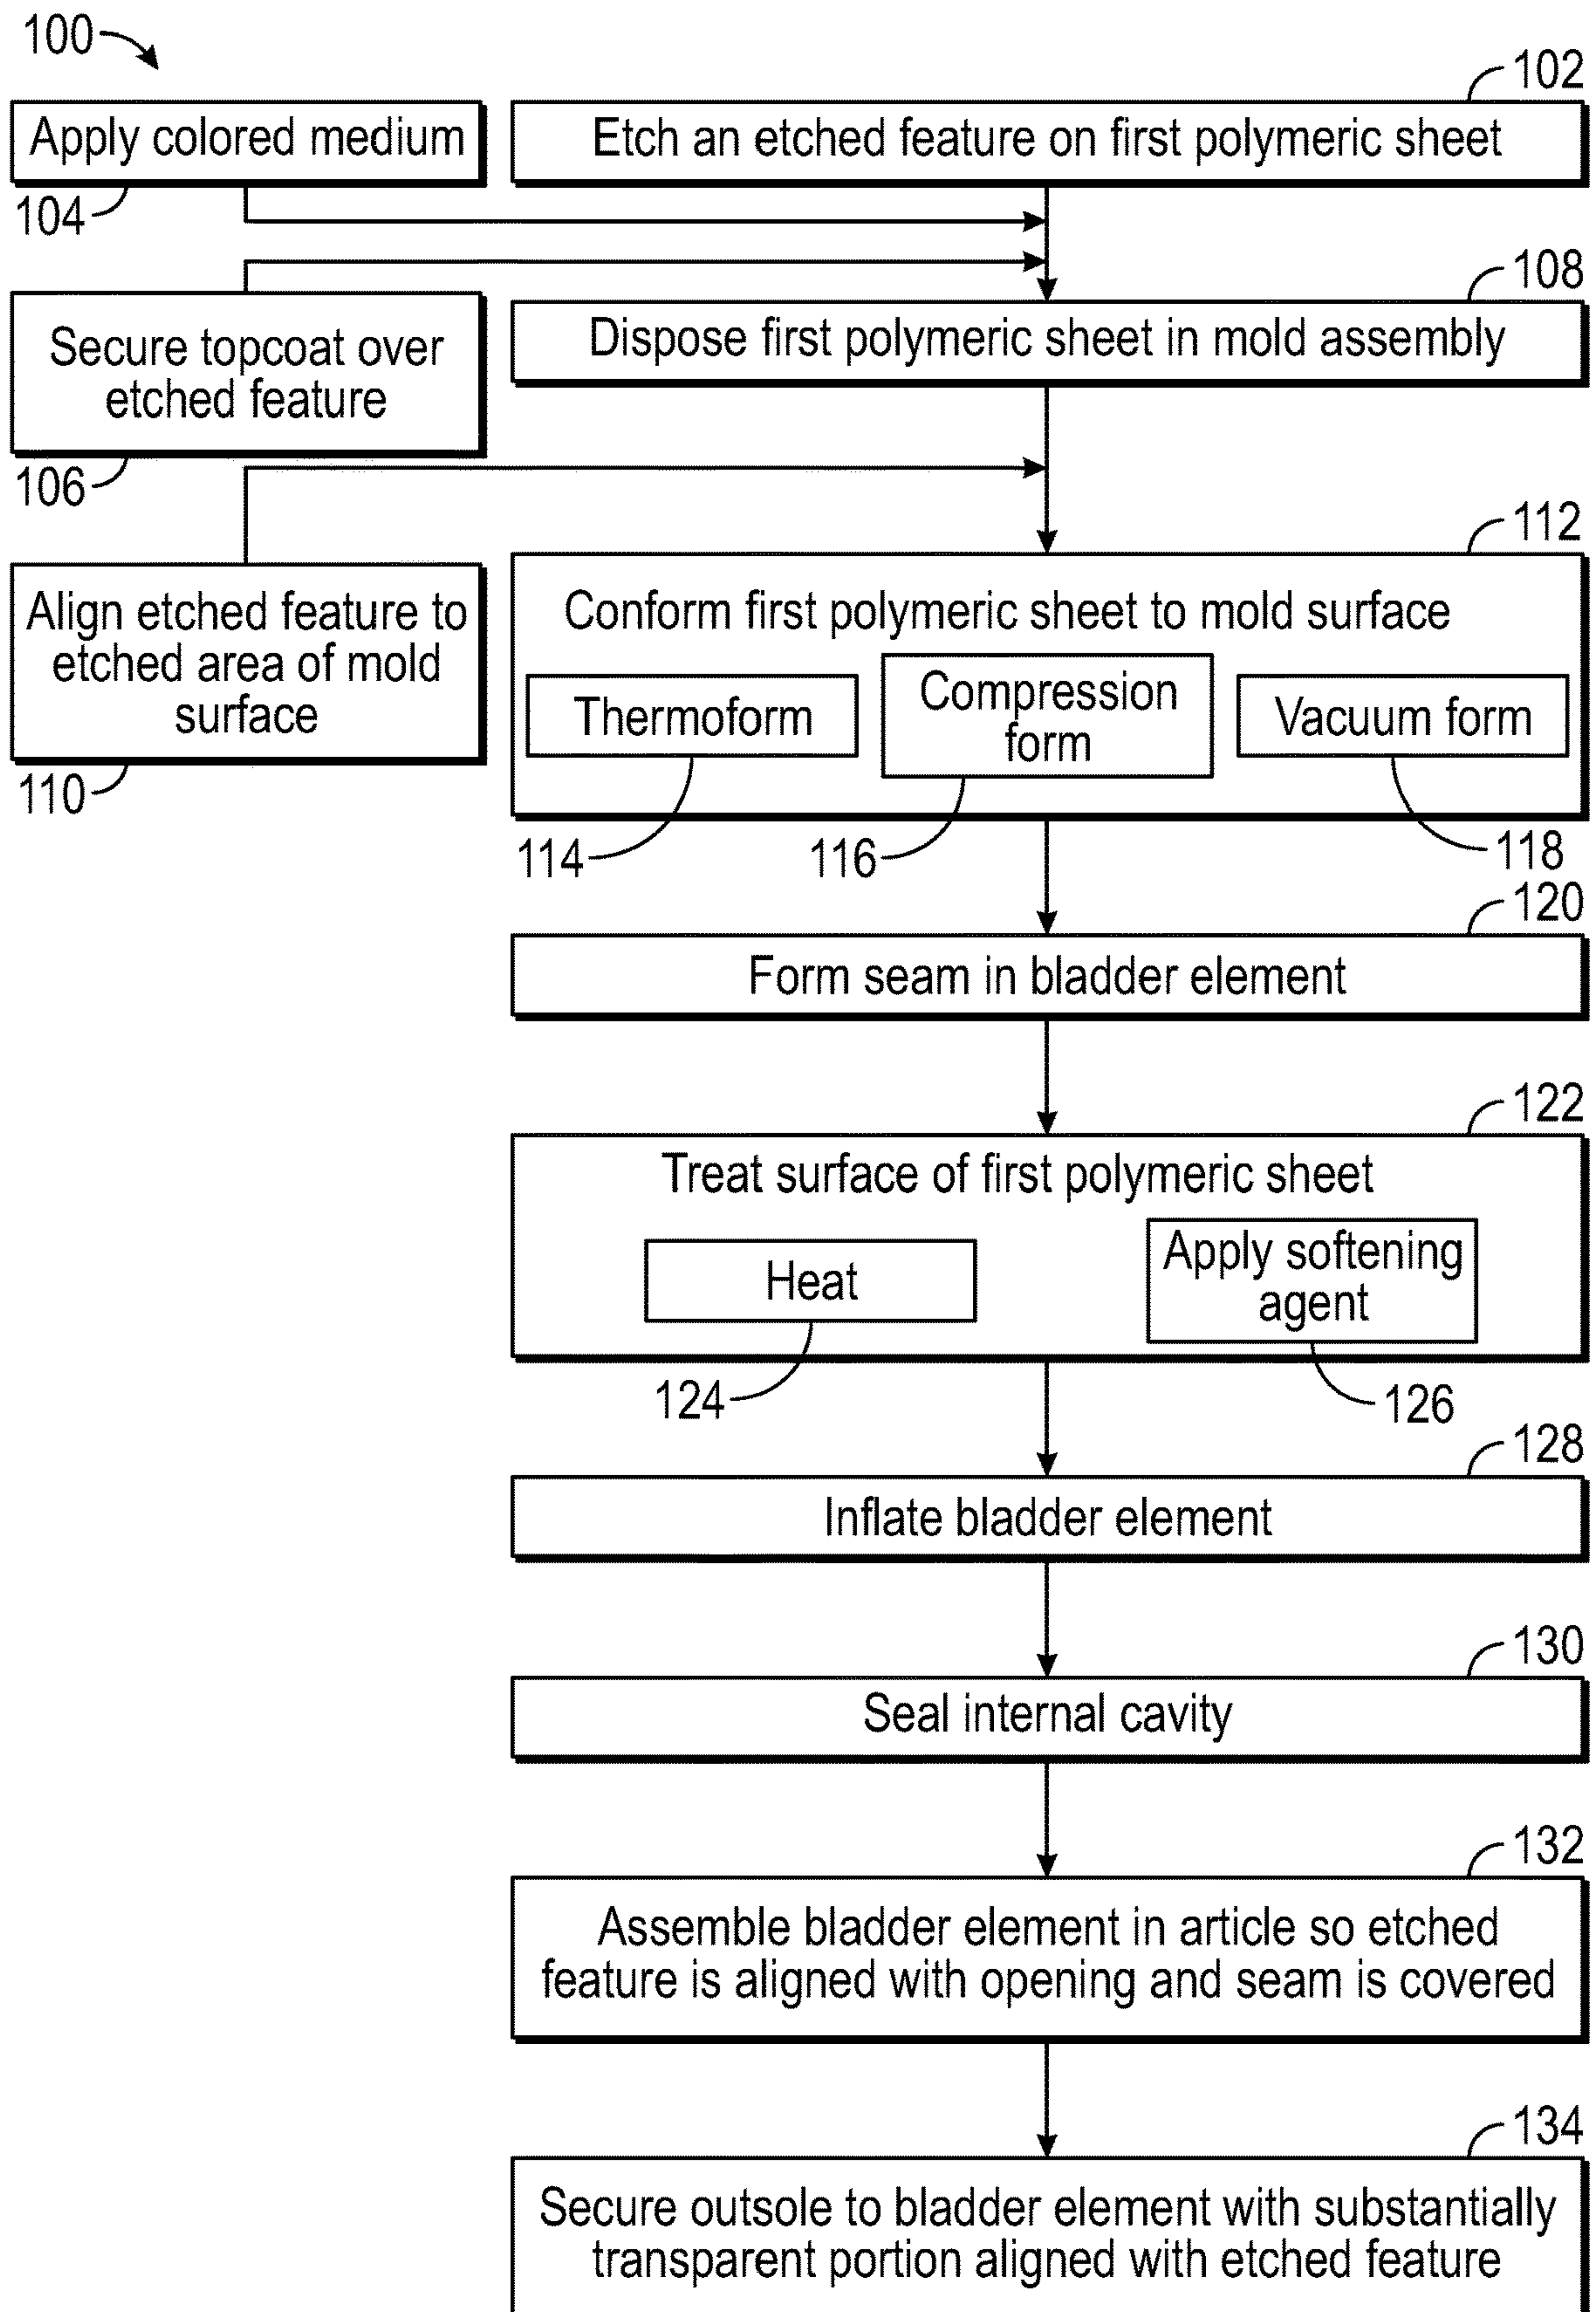 100
102
Apply colored medium
Etch an etched feature on first polymeric sheet
104
108
Secure topcoat over
etched feature
Dispose first polymeric sheet in mold assembly
106
112
Align etched feature to
etched area of mold
surface
110
Conform first polymeric sheet to mold surface
Thermoform
Compression
form
Vacuum form
114
116
118
120
Form seam in bladder element
122
Treat surface of first polymeric sheet
Heat
Apply softening
agent
124
126
128
Inflate bladder element
130
Seal internal cavity
132
Assemble bladder element in article so etched
feature is aligned with opening and seam is covered
134
Secure outsole to bladder element with substantially
transparent portion aligned with etched feature